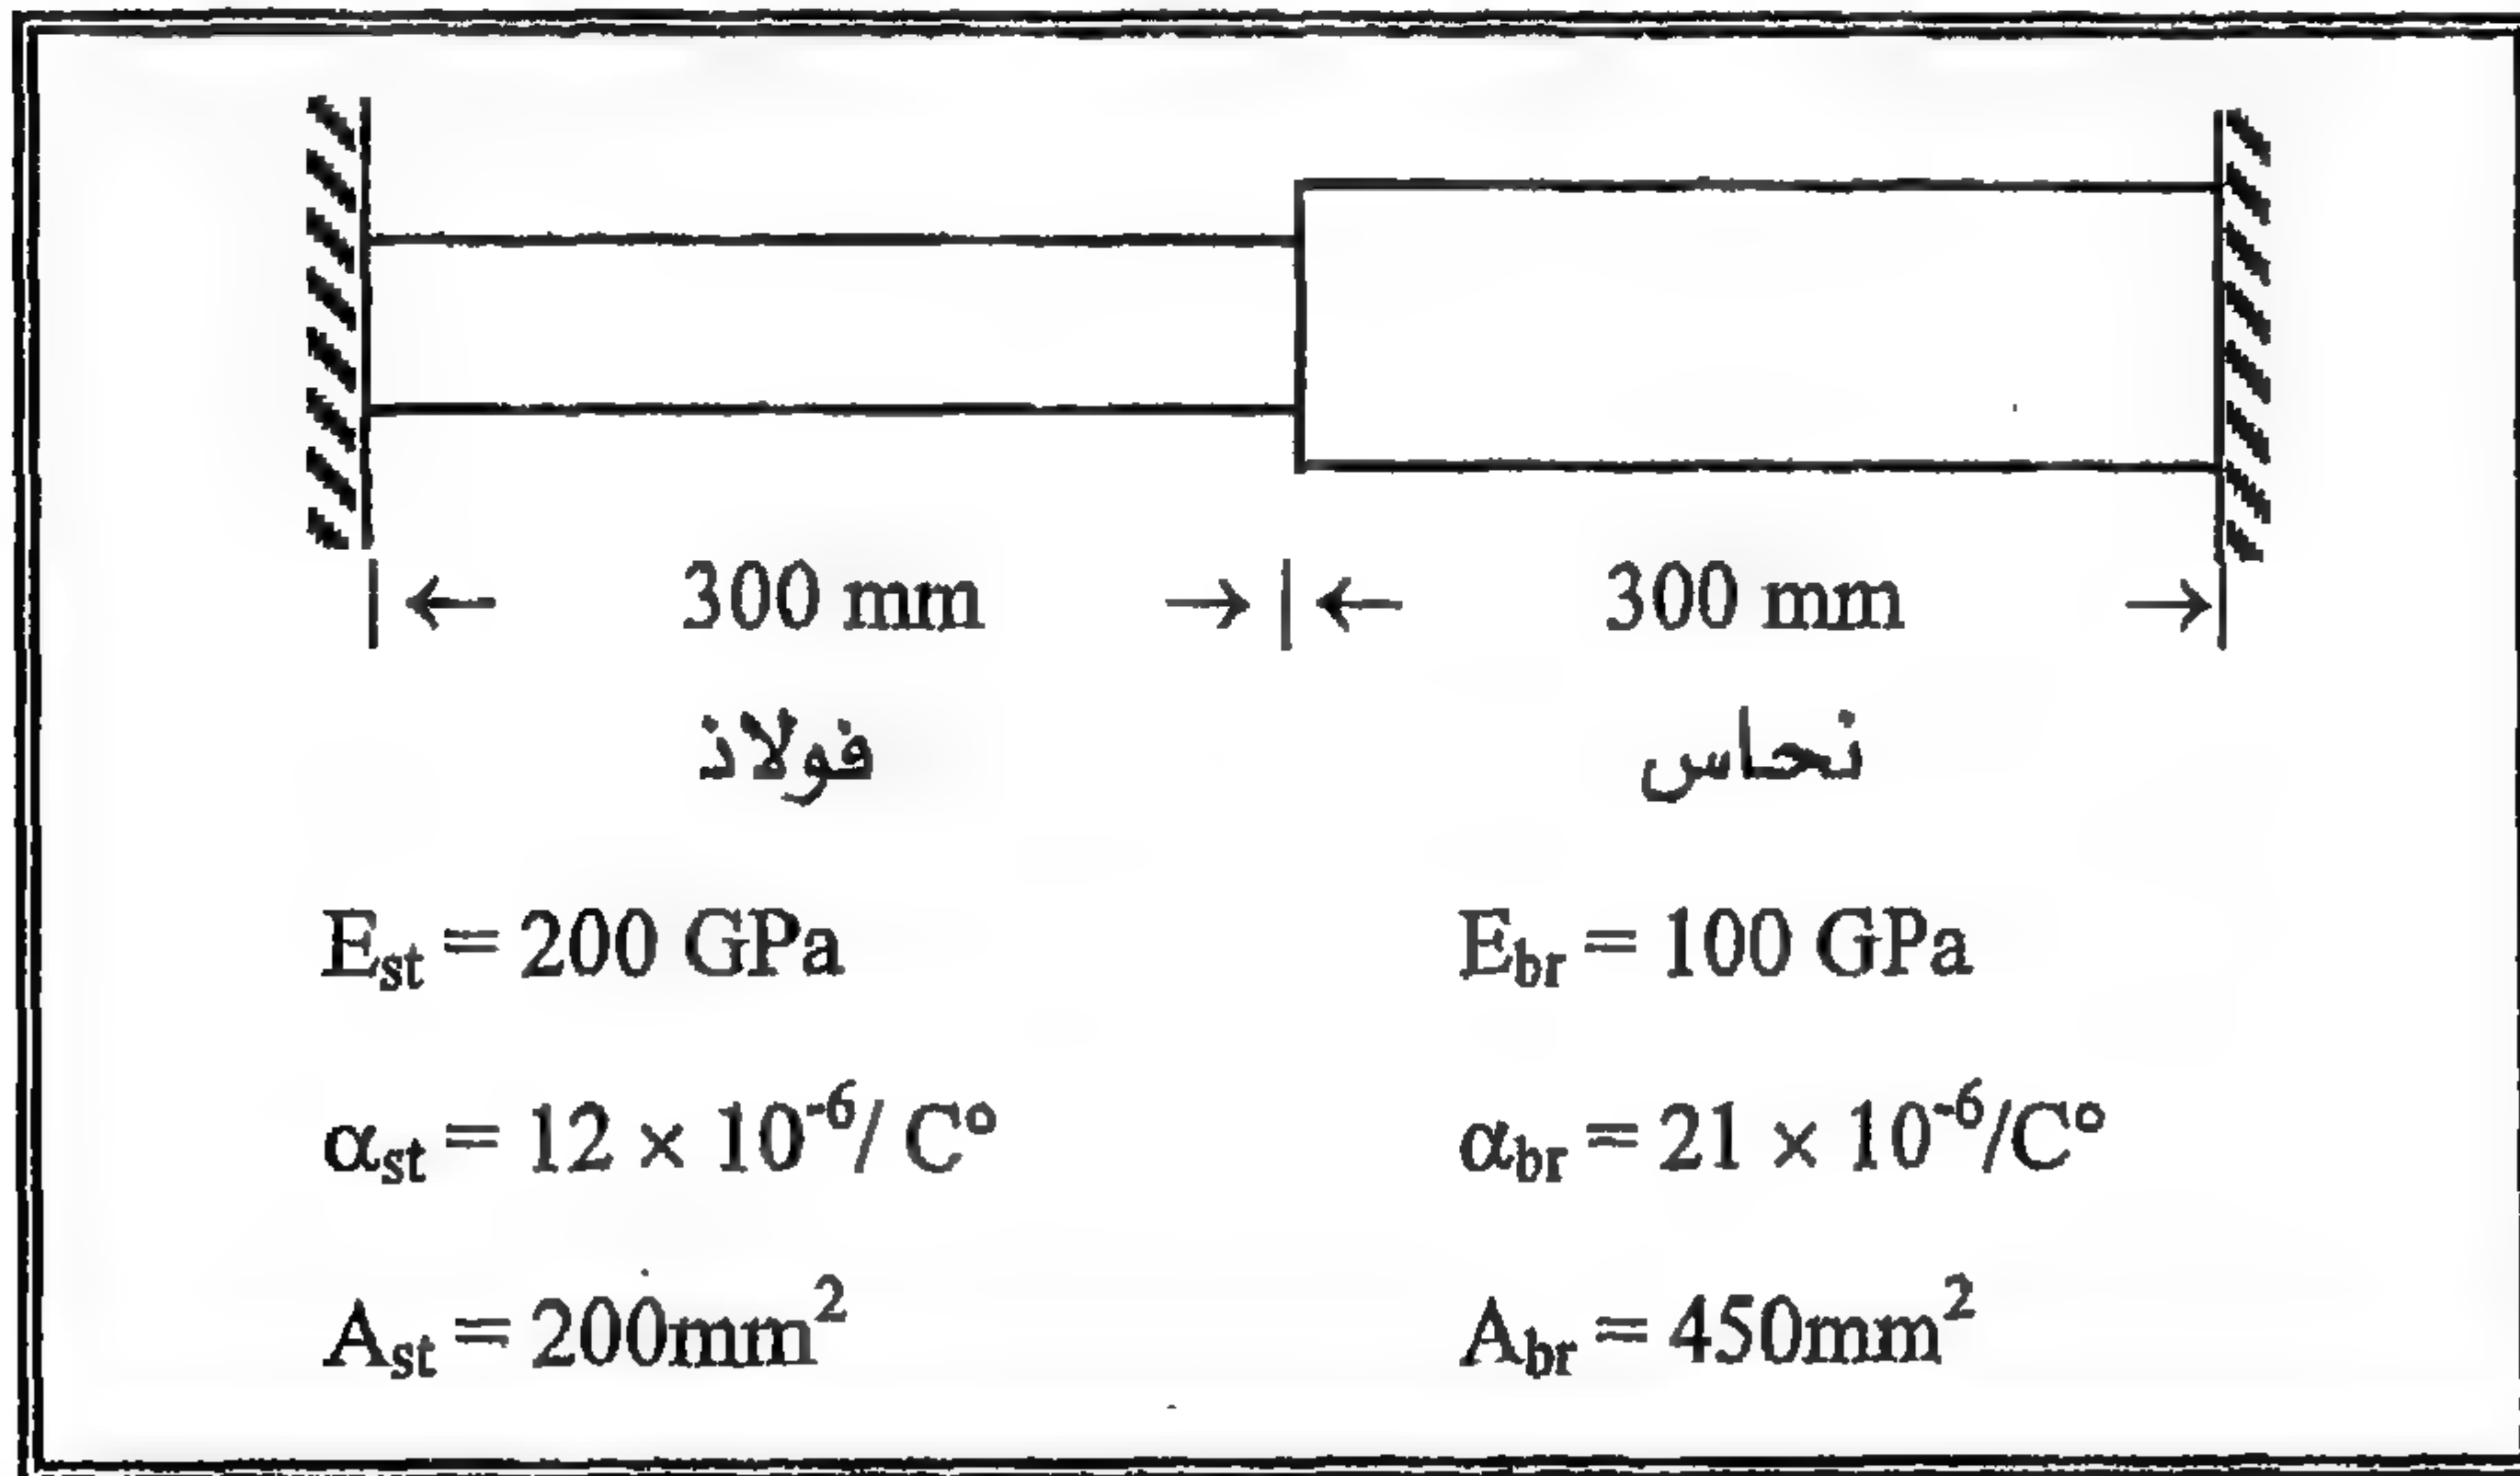 300 mm 300 mm
فولاذ نحاس
E_st = 200 GPa E_br = 100 GPa
α_st = 12 × 10^-6/ C° α_br = 21 × 10^-6/C°
A_st = 200mm² A_br = 450mm²